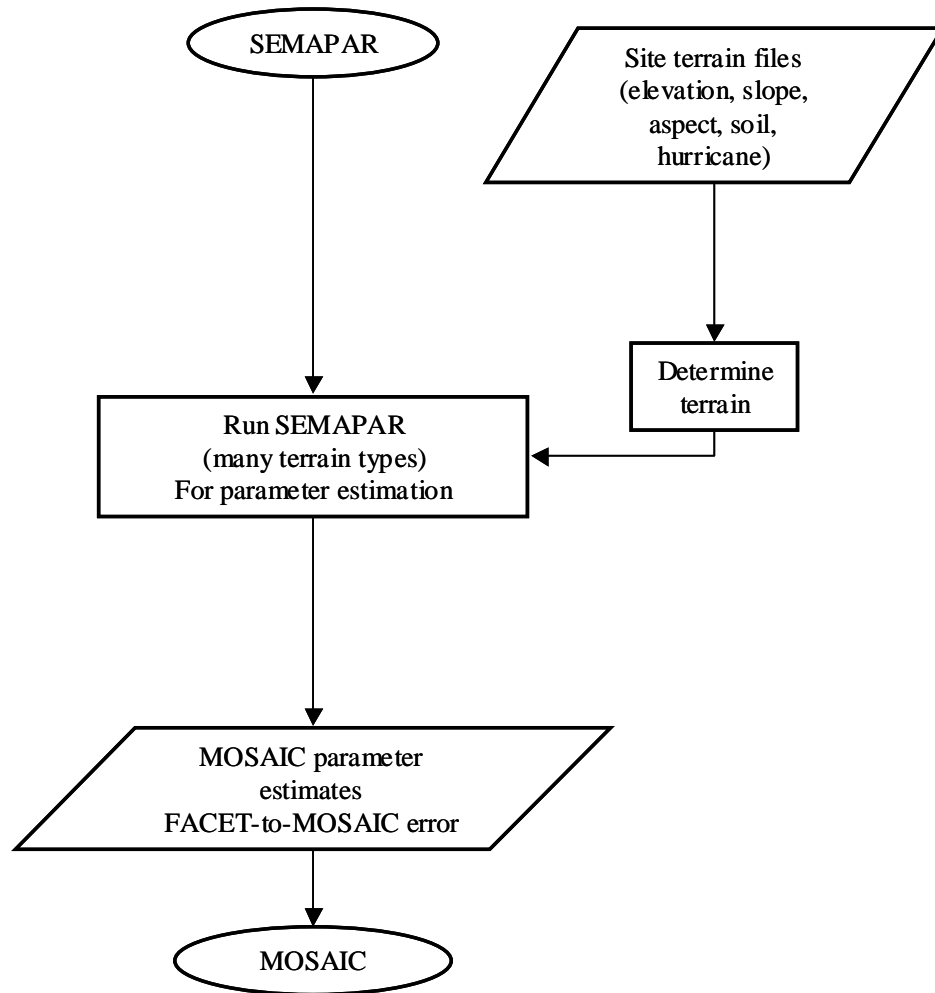 SEMAPAR
Site terrain files
(elevation, slope,
aspect, soil,
hurricane)
Determine
terrain
Run SEMAPAR
(many terrain types)
For parameter estimation
MOSAIC parameter
estimates
FACET-to-MOSAIC error
MOSAIC